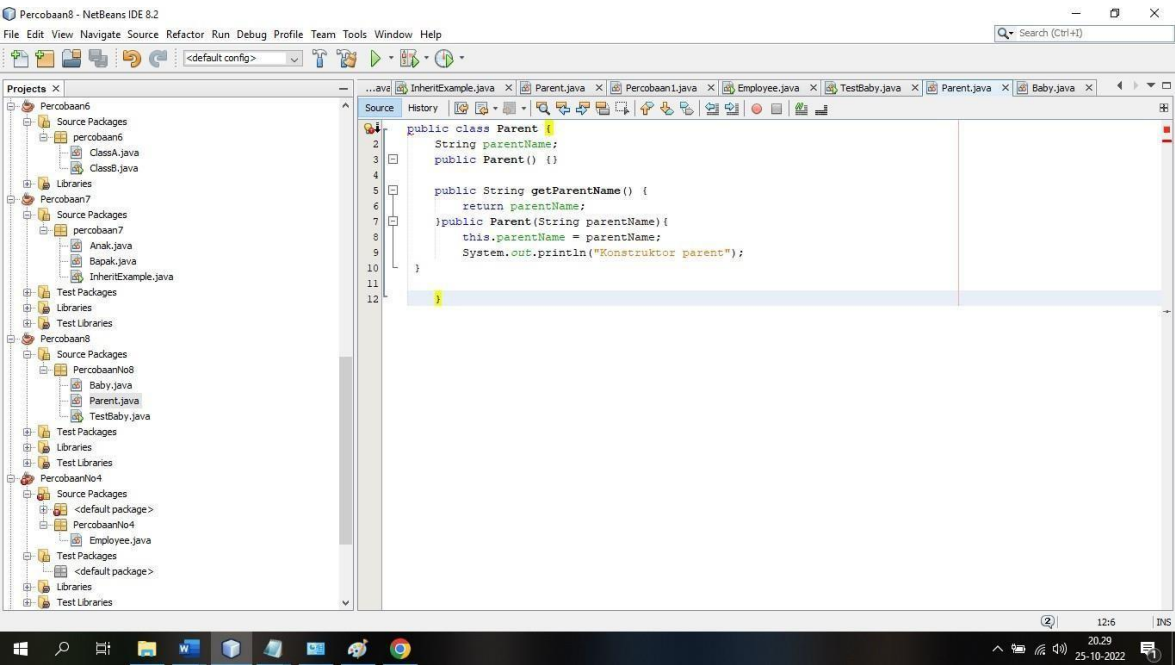 Percobaan8 - NetBeans IDE 8.2
File Edit View Navigate Source Refactor Run Debug Profile Team Tools Window Help
Search (Ctrl+I)
<default config>
Projects
...ava InheritExample.java Parent.java Percobaan1.java Employee.java TestBaby.java Parent.java Baby.java
Source History
Percobaan6
Source Packages
percobaan6
ClassA.java
ClassB.java
Libraries
Percobaan7
Source Packages
percobaan7
Anak.java
Bapak.java
InheritExample.java
Test Packages
Libraries
Test Libraries
Percobaan8
Source Packages
PercobaanNo8
Baby.java
Parent.java
TestBaby.java
Test Packages
Libraries
Test Libraries
PercobaanNo4
Source Packages
<default package>
PercobaanNo4
Employee.java
Test Packages
<default package>
Libraries
Test Libraries
public class Parent {
2 String parentName;
3 public Parent() {}
4
5 public String getParentName() {
6 return parentName;
7 }public Parent(String parentName){
8 this.parentName = parentName;
9 System.out.println("Konstruktor parent");
10 }
11
12 }
2 12:6 INS
20.29
25-10-2022
1